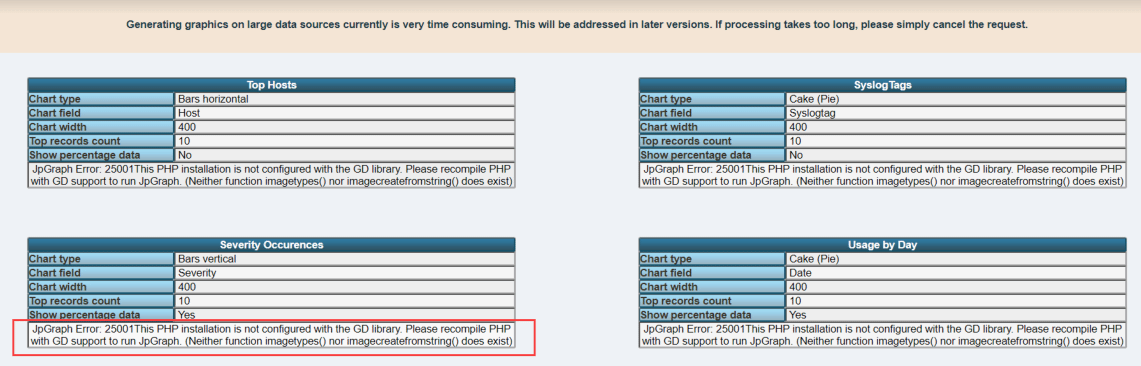 Generating graphics on large data sources currently is very time consuming. This will be addressed in later versions. If processing takes too long, please simply cancel the request.
Top Hosts
Chart type Bars horizontal
Chart field Host
Chart width 400
Top records count 10
Show percentage data No
JpGraph Error: 25001This PHP installation is not configured with the GD library. Please recompile PHP
with GD support to run JpGraph. (Neither function imagetypes() nor imagecreatefromstring() does exist)
SyslogTags
Chart type Cake (Pie)
Chart field Syslogtag
Chart width 400
Top records count 10
Show percentage data No
JpGraph Error: 25001This PHP installation is not configured with the GD library. Please recompile PHP
with GD support to run JpGraph. (Neither function imagetypes() nor imagecreatefromstring() does exist)
Severity Occurences
Chart type Bars vertical
Chart field Severity
Chart width 400
Top records count 10
Show percentage data Yes
JpGraph Error: 25001This PHP installation is not configured with the GD library. Please recompile PHP
with GD support to run JpGraph. (Neither function imagetypes() nor imagecreatefromstring() does exist)
Usage by Day
Chart type Cake (Pie)
Chart field Date
Chart width 400
Top records count 10
Show percentage data Yes
JpGraph Error: 25001This PHP installation is not configured with the GD library. Please recompile PHP
with GD support to run JpGraph. (Neither function imagetypes() nor imagecreatefromstring() does exist)